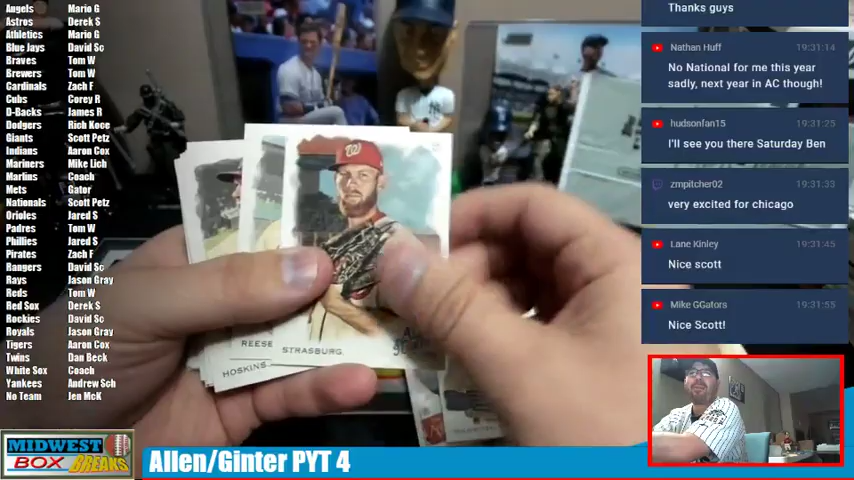 Angels Mario G
Astros Derek S
Athletics Mario G
Blue Jays David Sc
Braves Tom W
Brewers Tom W
Cardinals Zach F
Cubs Corey R
D-Backs James R
Dodgers Rich Koce
Giants Scott Petz
Indians Aaron Cox
Mariners Mike Lich
Marlins Coach
Mets Gator
Nationals Scott Petz
Orioles Jared S
Padres Tom W
Phillies Jared S
Pirates Zach F
Rangers David Sc
Rays Jason Gray
Reds Tom W
Red Sox Derek S
Rockies David Sc
Royals Jason Gray
Tigers Aaron Cox
Twins Dan Beck
White Sox Coach
Yankees Andrew Sch
No Team Jen McK
REESE
HOSKINS
STRASBURG
Thanks guys
Nathan Huff 19:31:14
No National for me this year
sadly, next year in AC though!
hudsonfan15 19:31:25
I'll see you there Saturday Ben
zmpitcher02 19:31:33
very excited for chicago
Lane Kinley 19:31:45
Nice scott
Mike GGators 19:31:55
Nice Scott!
MIDWEST
BOX
BREAKS
Allen/Ginter PYT 4